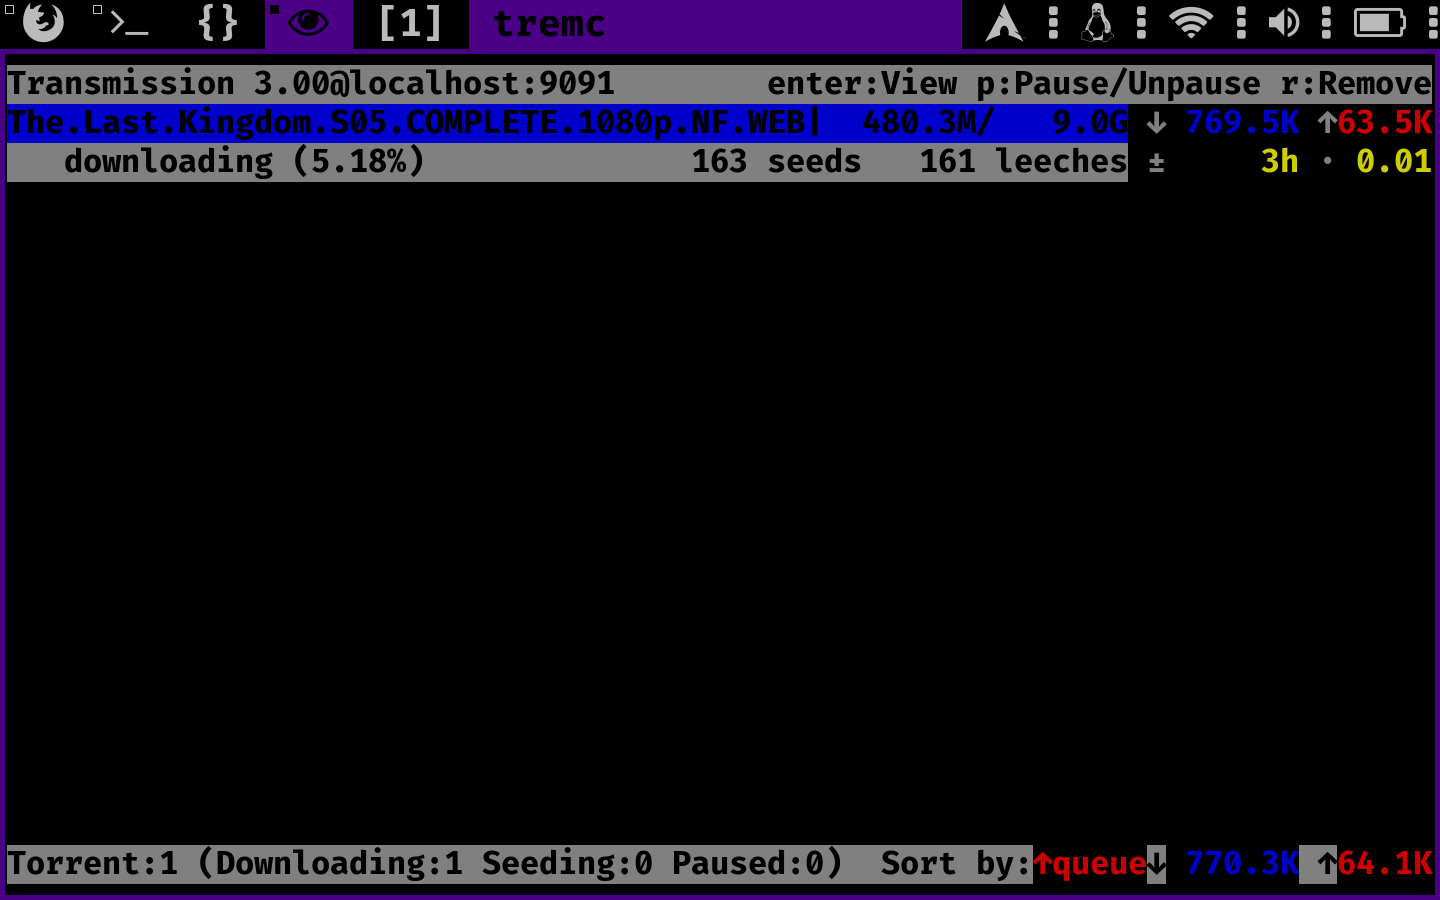 >_ {} [1] tremc
Transmission 3.00@localhost:9091 enter:View p:Pause/Unpause r:Remove
The.Last.Kingdom.S05.COMPLETE.1080p.NF.WEB| 480.3M/ 9.0G ↓ 769.5K ↑63.5K
downloading (5.18%) 163 seeds 161 leeches ± 3h · 0.01
Torrent:1 (Downloading:1 Seeding:0 Paused:0) Sort by:↑queue↓ 770.3K ↑64.1K